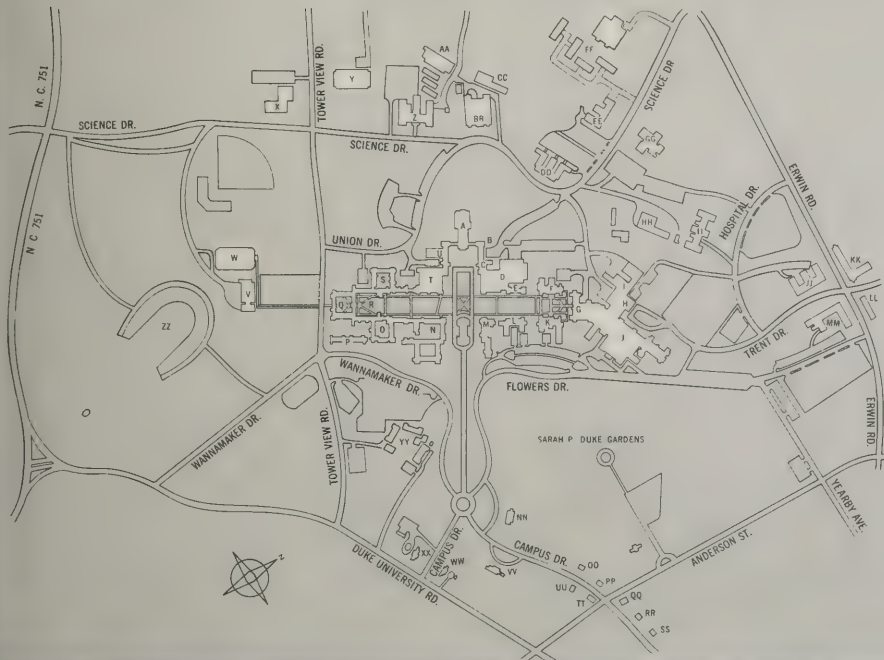 N. C. 751
TOWER VIEW RD.
AA
FF
CC
Y
X
Z
BB
SCIENCE DR
EE
SCIENCE DR.
SCIENCE DR.
GG
DD
ERWIN RD.
HOSPITAL DR.
N C 751
HH
II
A
B
UNION DR.
U
C
KK
W
S
T
D
E
I
V
Q
R
G
H
LL
ZZ
O
N
M
L
J
MM
P
TRENT DR.
WANNAMAKER DR.
FLOWERS DR.
ERWIN RD.
WANNAMAKER DR.
TOWER VIEW RD.
YY
SARAH P DUKE GARDENS
YEARBY AVE.
NN
CAMPUS DR.
CAMPUS DR.
ANDERSON ST.
XX
WW
VV
OO
DUKE UNIVERSITY RD.
PP
UU
TT
QQ
RR
SS
Z